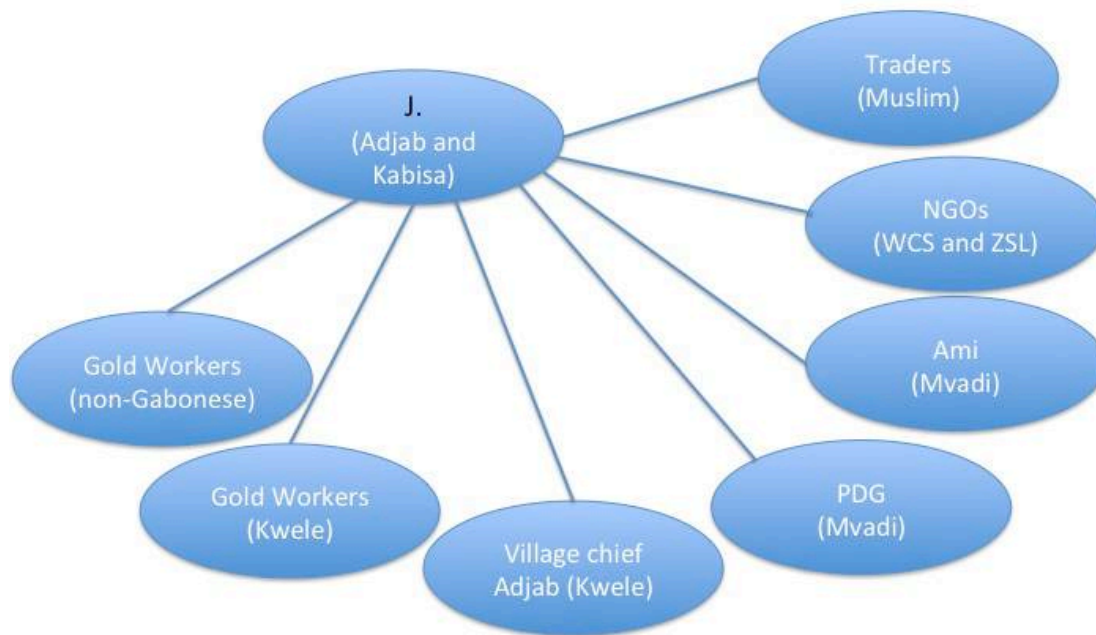 J.
(Adjab and
Kabisa)
Traders
(Muslim)
NGOs
(WCS and ZSL)
Ami
(Mvadi)
PDG
(Mvadi)
Village chief
Adjab (Kwele)
Gold Workers
(Kwele)
Gold Workers
(non-Gabonese)